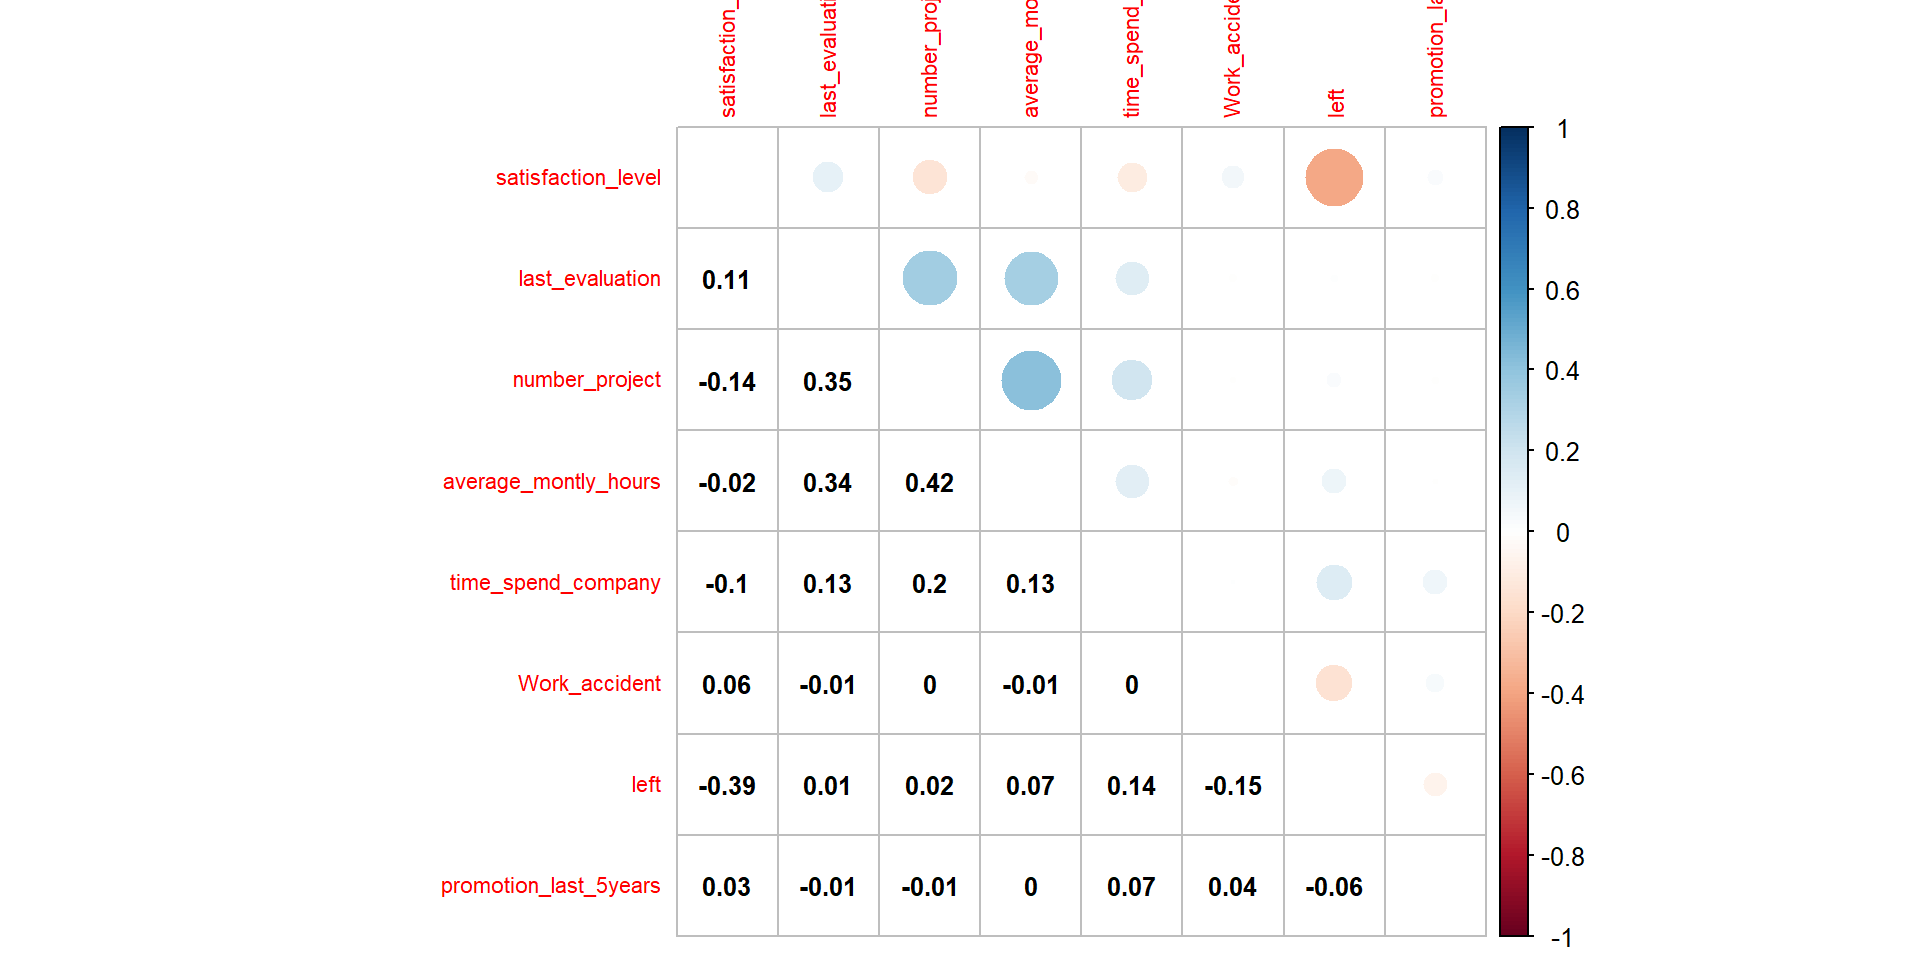 satisfaction_
last_evaluati
number_proj
average_mo
time_spend_
Work_accide
left
promotion_la
satisfaction_level
last_evaluation 0.11
number_project -0.14 0.35
average_montly_hours -0.02 0.34 0.42
time_spend_company -0.1 0.13 0.2 0.13
Work_accident 0.06 -0.01 0 -0.01 0
left -0.39 0.01 0.02 0.07 0.14 -0.15
promotion_last_5years 0.03 -0.01 -0.01 0 0.07 0.04 -0.06
1
0.8
0.6
0.4
0.2
0
-0.2
-0.4
-0.6
-0.8
-1